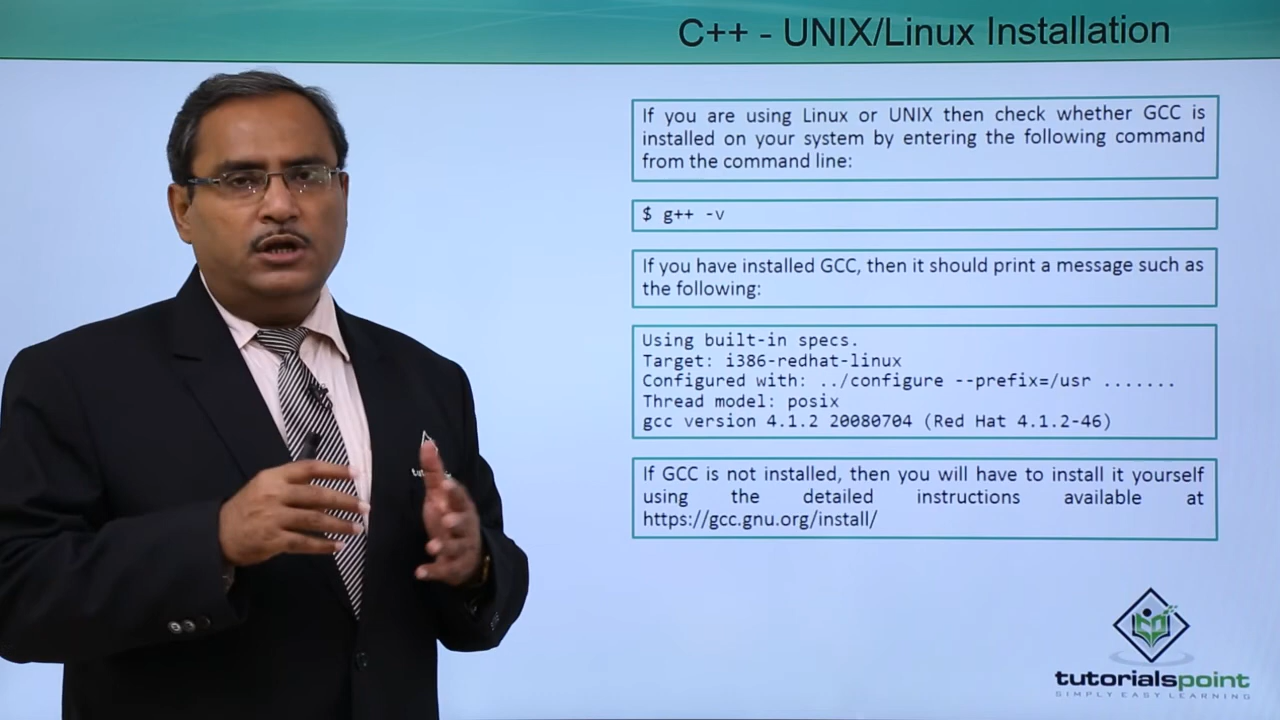 C++ - UNIX/Linux Installation
If you are using Linux or UNIX then check whether GCC is
installed on your system by entering the following command
from the command line:
$ g++ -v
If you have installed GCC, then it should print a message such as
the following:
Using built-in specs.
Target: i386-redhat-linux
Configured with: ../configure --prefix=/usr .......
Thread model: posix
gcc version 4.1.2 20080704 (Red Hat 4.1.2-46)
If GCC is not installed, then you will have to install it yourself
using the detailed instructions available at
https://gcc.gnu.org/install/
tutorialspoint
SIMPLY EASY LEARNING